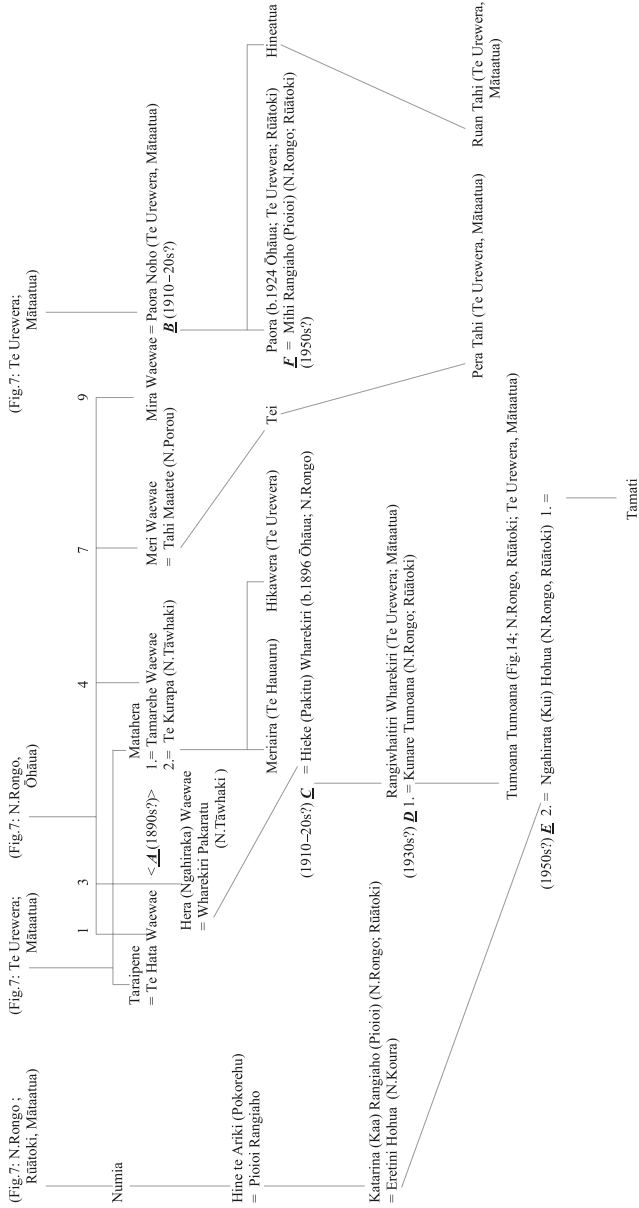 (Fig.7: N.Rongo ;
Rūātoki, Mātaatua)
(Fig.7: Te Urewera;
Mātaatua)
(Fig.7: N.Rongo,
Ōhāua)
(Fig.7: Te Urewera;
Mātaatua)
1
3
4
7
9
Numia
Taraipene
= Te Hata Waewae
< A (1890s?)>
Matahera
1.= Tamarehe Waewae
2.= Te Kurapa (N.Tāwhaki)
Meri Waewae
= Tahi Maatete (N.Porou)
Mira Waewae = Paora Noho (Te Urewera, Mātaatua)
B (1910–20s?)
Hera (Ngahiraka) Waewae
= Wharekiri Pakaratu
(N.Tāwhaki )
Hine te Ariki (Pokorehu)
= Pioioi Rangiaho
Meriaira (Te Hauauru)
Hikawera (Te Urewera)
Tei
Paora (b.1924 Ōhāua; Te Urewera; Rūātoki)
F = Mihi Rangiaho (Pioioi) (N.Rongo; Rūātoki)
(1950s?)
Hineatua
(1910–20s?) C = Hieke (Pakitu) Wharekiri (b.1896 Ōhāua; N.Rongo)
Katarina (Kaa) Rangiaho (Pioioi) (N.Rongo; Rūātoki)
= Eretini Hohua (N.Koura)
Rangiwhaitiri Wharekiri (Te Urewera; Mātaatua)
(1930s?) D 1. = Kunare Tumoana (N.Rongo; Rūātoki)
Pera Tahi (Te Urewera, Mātaatua)
Ruan Tahi (Te Urewera,
Mātaatua)
Tumoana Tumoana (Fig.14; N.Rongo, Rūātoki; Te Urewera, Mātaatua)
(1950s?) E 2. = Ngahirata (Kui) Hohua (N.Rongo, Rūātoki) 1. =
Tamati